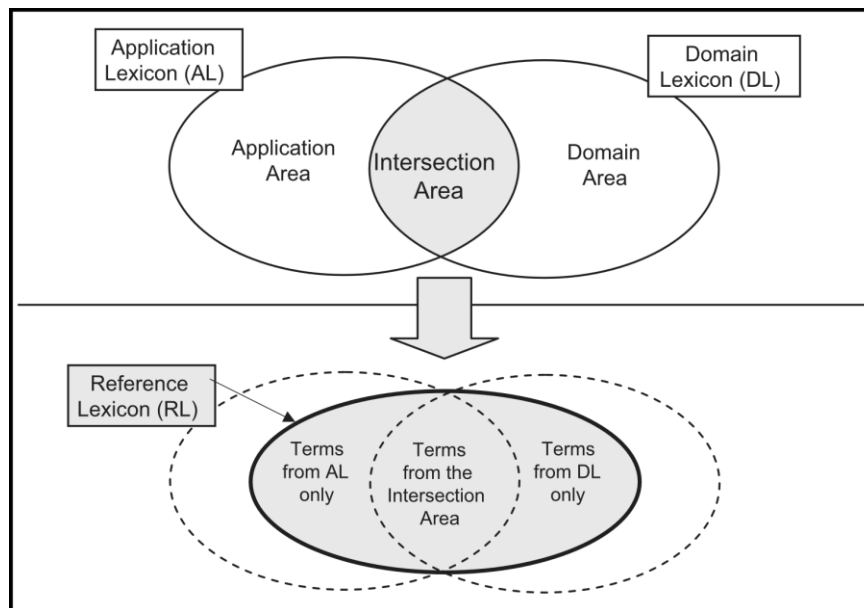 Application
Lexicon (AL)
Domain
Lexicon (DL)
Application
Area
Intersection
Area
Domain
Area
Reference
Lexicon (RL)
Terms
from AL
only
Terms
from the
Intersection
Area
Terms
from DL
only